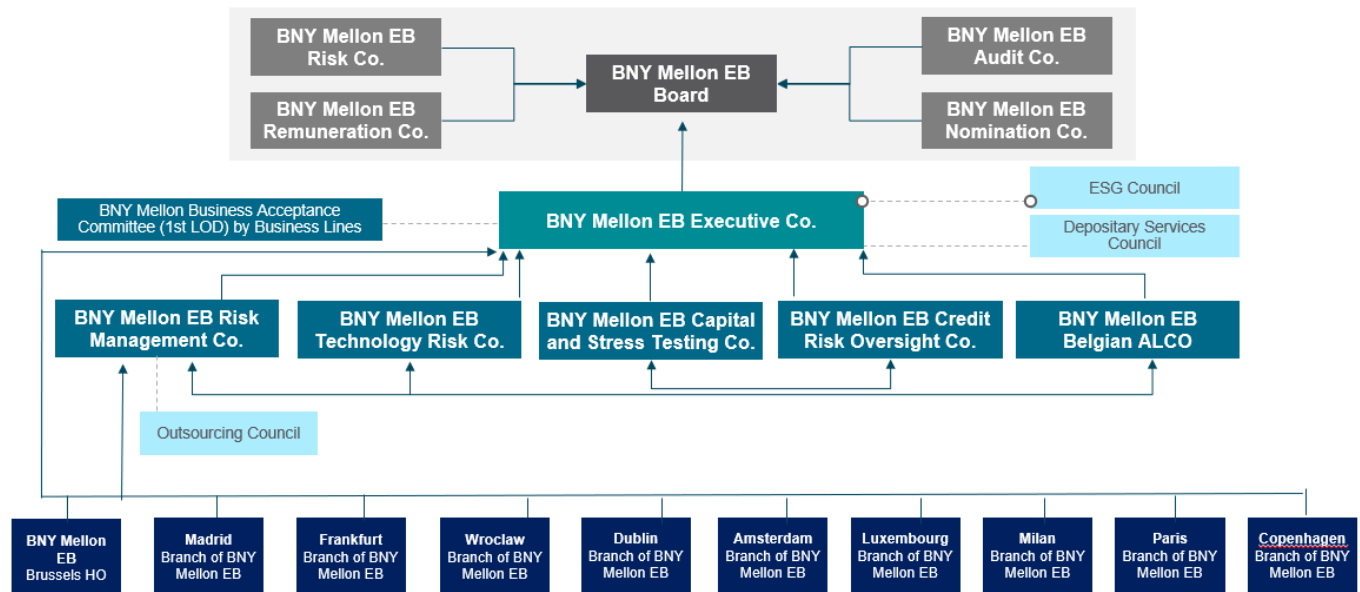 BNY Mellon EB
Risk Co.
BNY Mellon EB
Audit Co.
BNY Mellon EB
Board
BNY Mellon EB
Remuneration Co.
BNY Mellon EB
Nomination Co.
ESG Council
BNY Mellon Business Acceptance
Committee (1st LOD) by Business Lines
BNY Mellon EB Executive Co.
Depositary Services
Council
BNY Mellon EB Risk
Management Co.
BNY Mellon EB
Technology Risk Co.
BNY Mellon EB Capital
and Stress Testing Co.
BNY Mellon EB Credit
Risk Oversight Co.
BNY Mellon EB
Belgian ALCO
Outsourcing Council
BNY Mellon
EB
Brussels HO
Madrid
Branch of BNY
Mellon EB
Frankfurt
Branch of BNY
Mellon EB
Wroclaw
Branch of BNY
Mellon EB
Dublin
Branch of BNY
Mellon EB
Amsterdam
Branch of BNY
Mellon EB
Luxembourg
Branch of BNY
Mellon EB
Milan
Branch of BNY
Mellon EB
Paris
Branch of BNY
Mellon EB
Copenhagen
Branch of BNY
Mellon EB